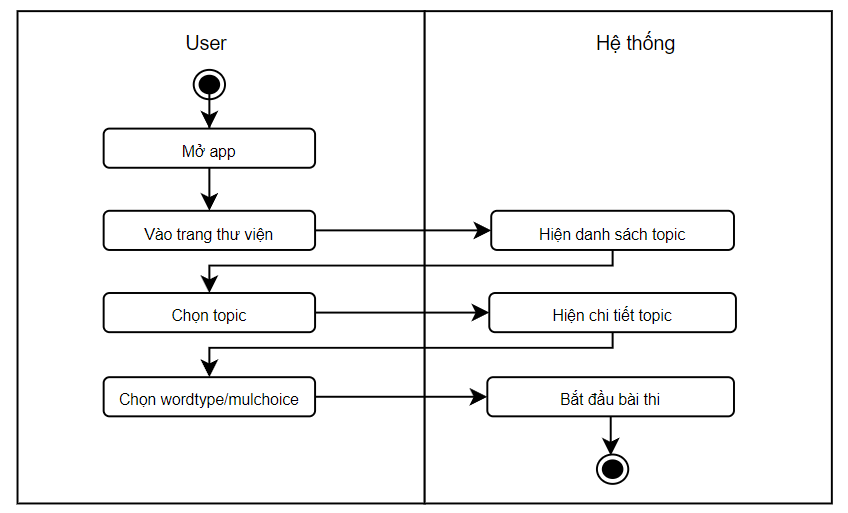 User
Hệ thống
Mở app
Vào trang thư viện
Hiện danh sách topic
Chọn topic
Hiện chi tiết topic
Chọn wordtype/mulchoice
Bắt đầu bài thi